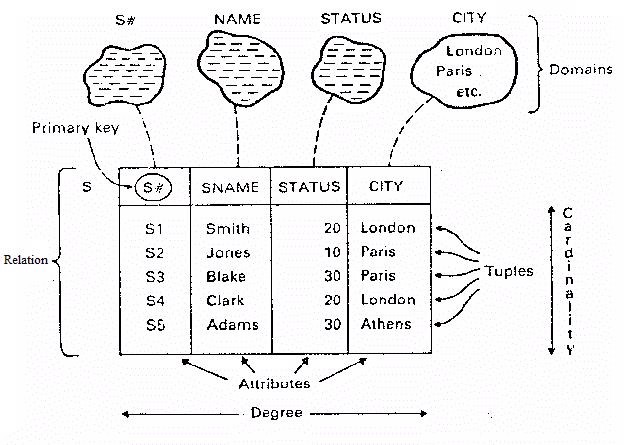 S# NAME STATUS CITY
London
Paris
etc.
Domains
Primary key
S S# SNAME STATUS CITY
S1 Smith 20 London
S2 Jones 10 Paris
S3 Blake 30 Paris
S4 Clark 20 London
S5 Adams 30 Athens
Relation
Tuples
Cardinality
Attributes
Degree